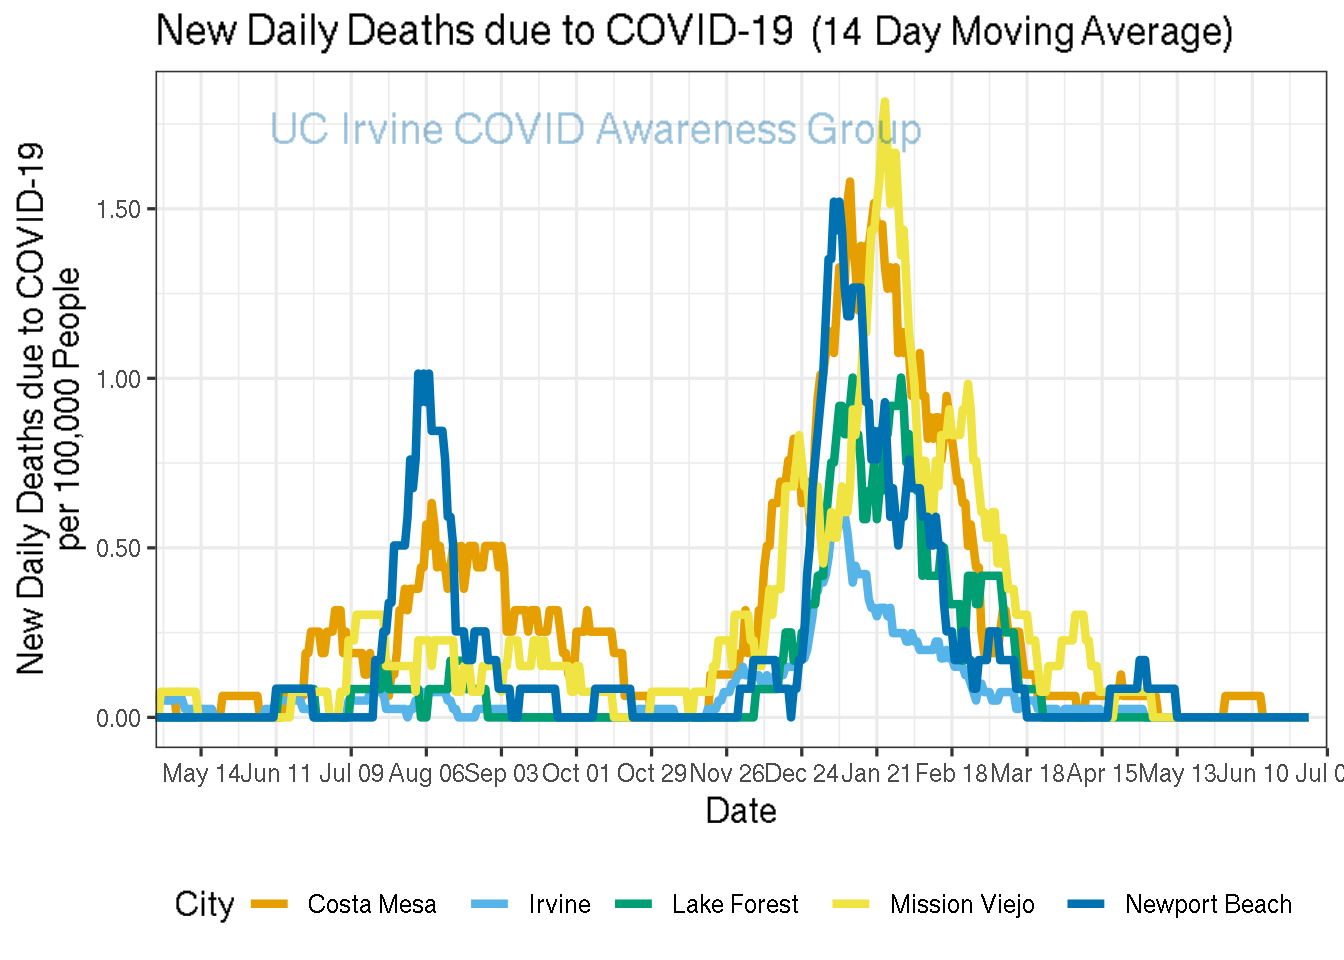 New Daily Deaths due to COVID-19 (14 Day Moving Average)
UC Irvine COVID Awareness Group
New Daily Deaths due to COVID-19
per 100,000 People
1.50
1.00
0.50
0.00
May 14 Jun 11 Jul 09 Aug 06 Sep 03 Oct 01 Oct 29 Nov 26 Dec 24 Jan 21 Feb 18 Mar 18 Apr 15 May 13 Jun 10 Jul 0
Date
City Costa Mesa Irvine Lake Forest Mission Viejo Newport Beach